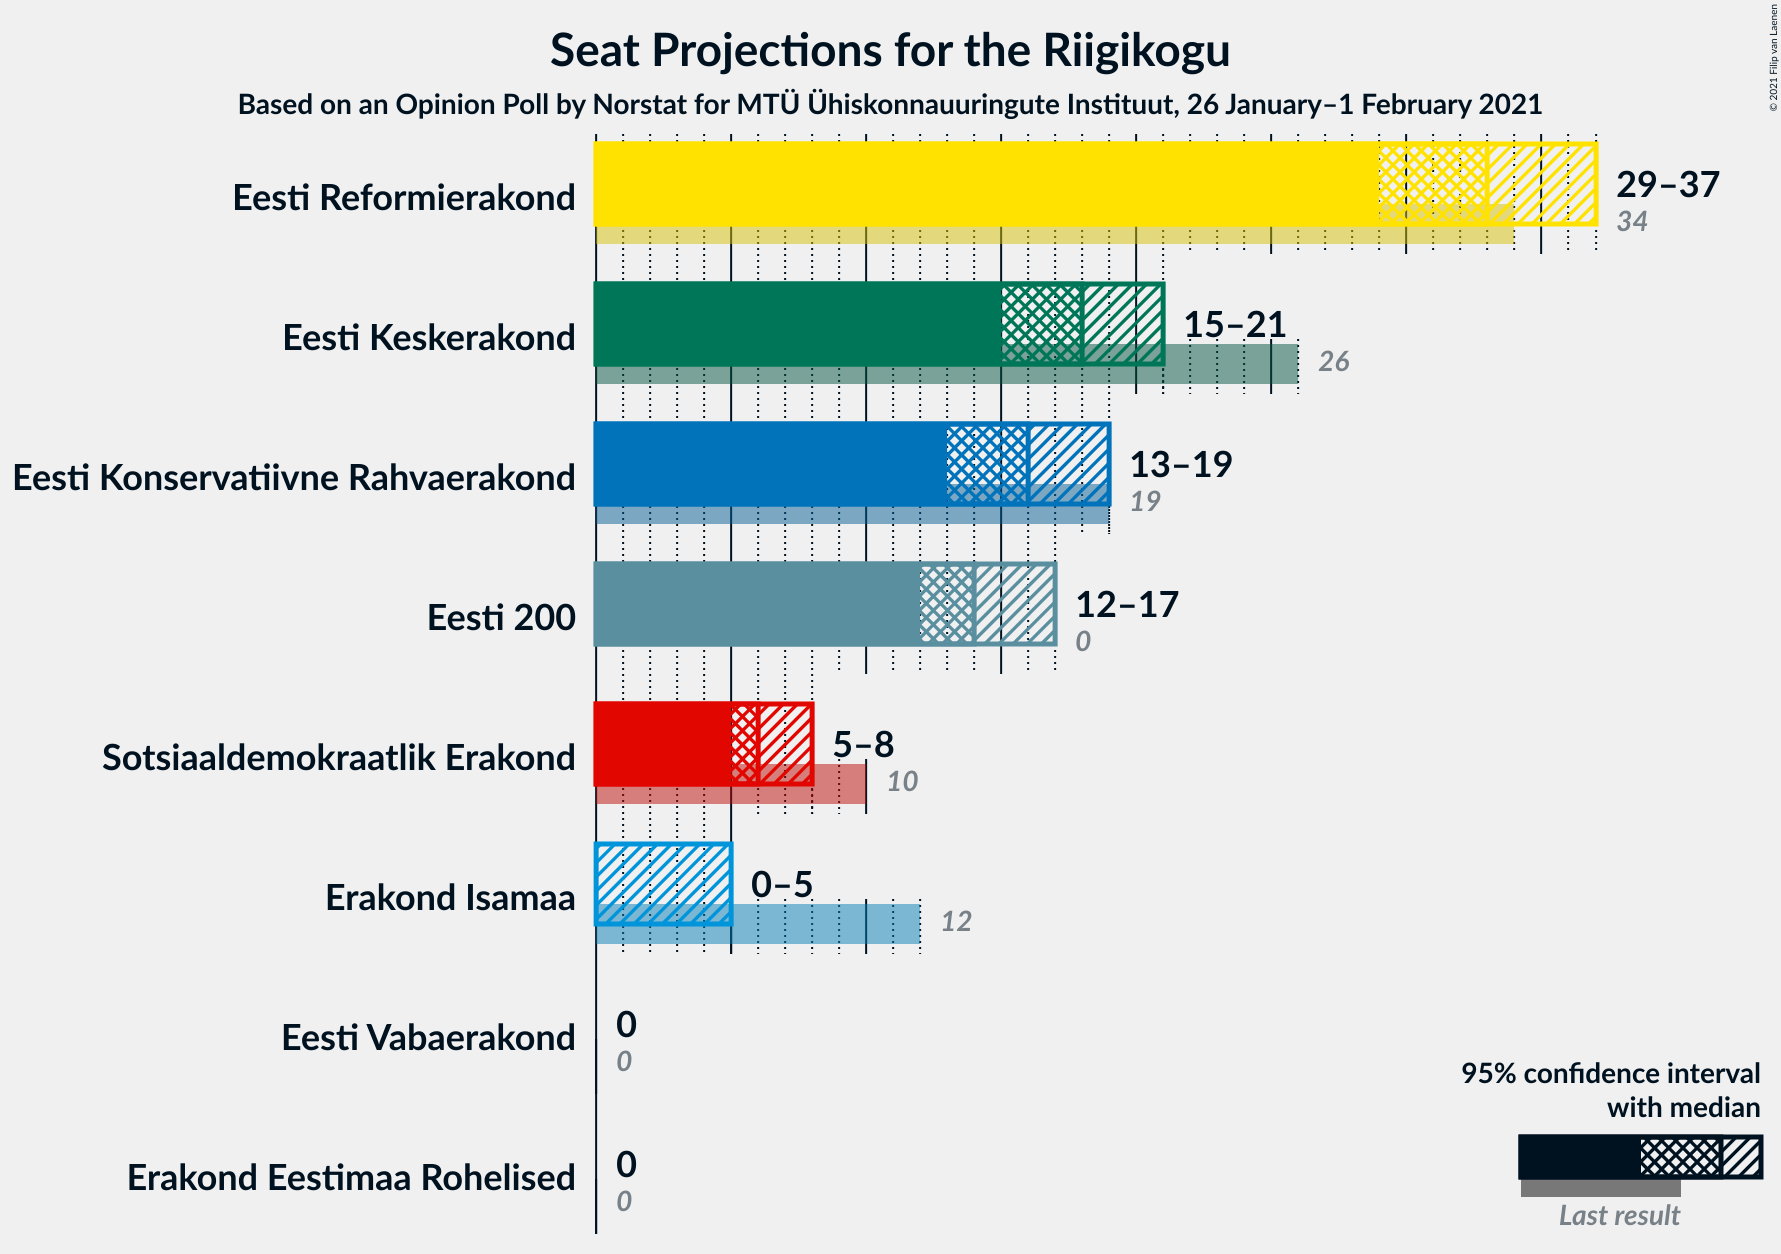 Seat Projections for the Riigikogu
Based on an Opinion Poll by Norstat for MTÜ Ühiskonnauuringute Instituut, 26 January–1 February 2021
© 2021 Filip van Laenen
Eesti Reformierakond
29–37
34
Eesti Keskerakond
15–21
26
Eesti Konservatiivne Rahvaerakond
13–19
19
Eesti 200
12–17
0
Sotsiaaldemokraatlik Erakond
5–8
10
Erakond Isamaa
0–5
12
Eesti Vabaerakond
0
0
Erakond Eestimaa Rohelised
0
0
95% confidence interval
with median
Last result